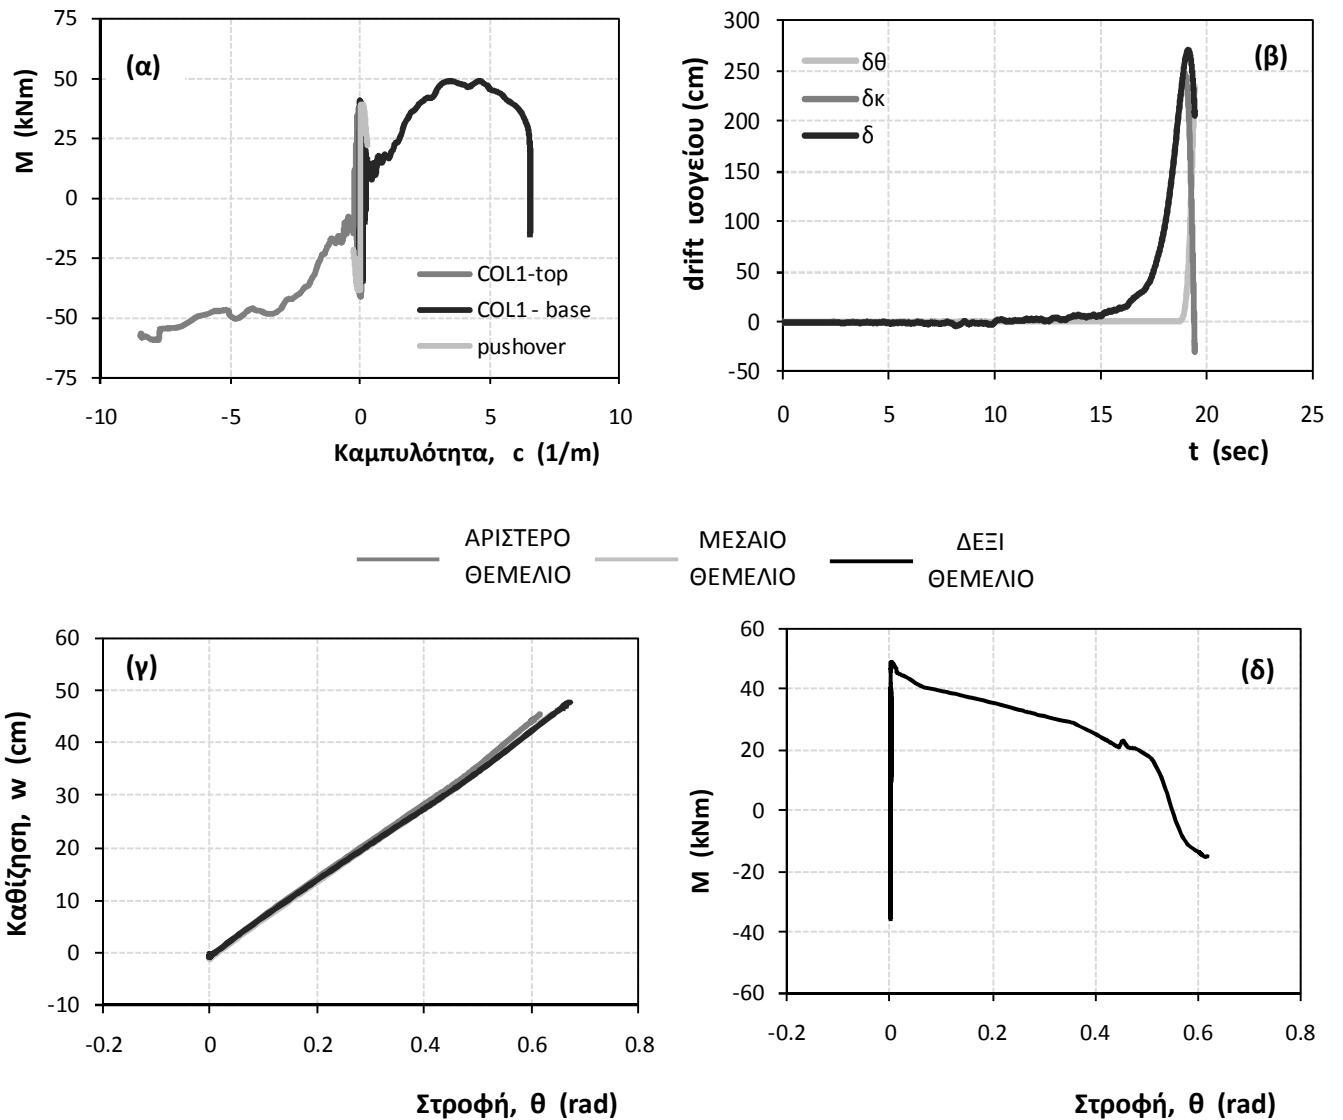 75
50
25
0
-25
-50
-75
M (kNm)
(α)
COL1-top
COL1 - base
pushover
-10 -5 0 5 10
Καμπυλότητα, c (1/m)
300
250
200
150
100
50
0
-50
drift ισογείου (cm)
(β)
δθ
δκ
δ
0 5 10 15 20 25
t (sec)
ΑΡΙΣΤΕΡΟ
ΘΕΜΕΛΙΟ
ΜΕΣΑΙΟ
ΘΕΜΕΛΙΟ
ΔΕΞΙ
ΘΕΜΕΛΙΟ
60
50
40
30
20
10
0
-10
Καθίζηση, w (cm)
(γ)
-0.2 0 0.2 0.4 0.6 0.8
Στροφή, θ (rad)
60
40
20
0
-20
-40
-60
M (kNm)
(δ)
-0.2 0 0.2 0.4 0.6 0.8
Στροφή, θ (rad)